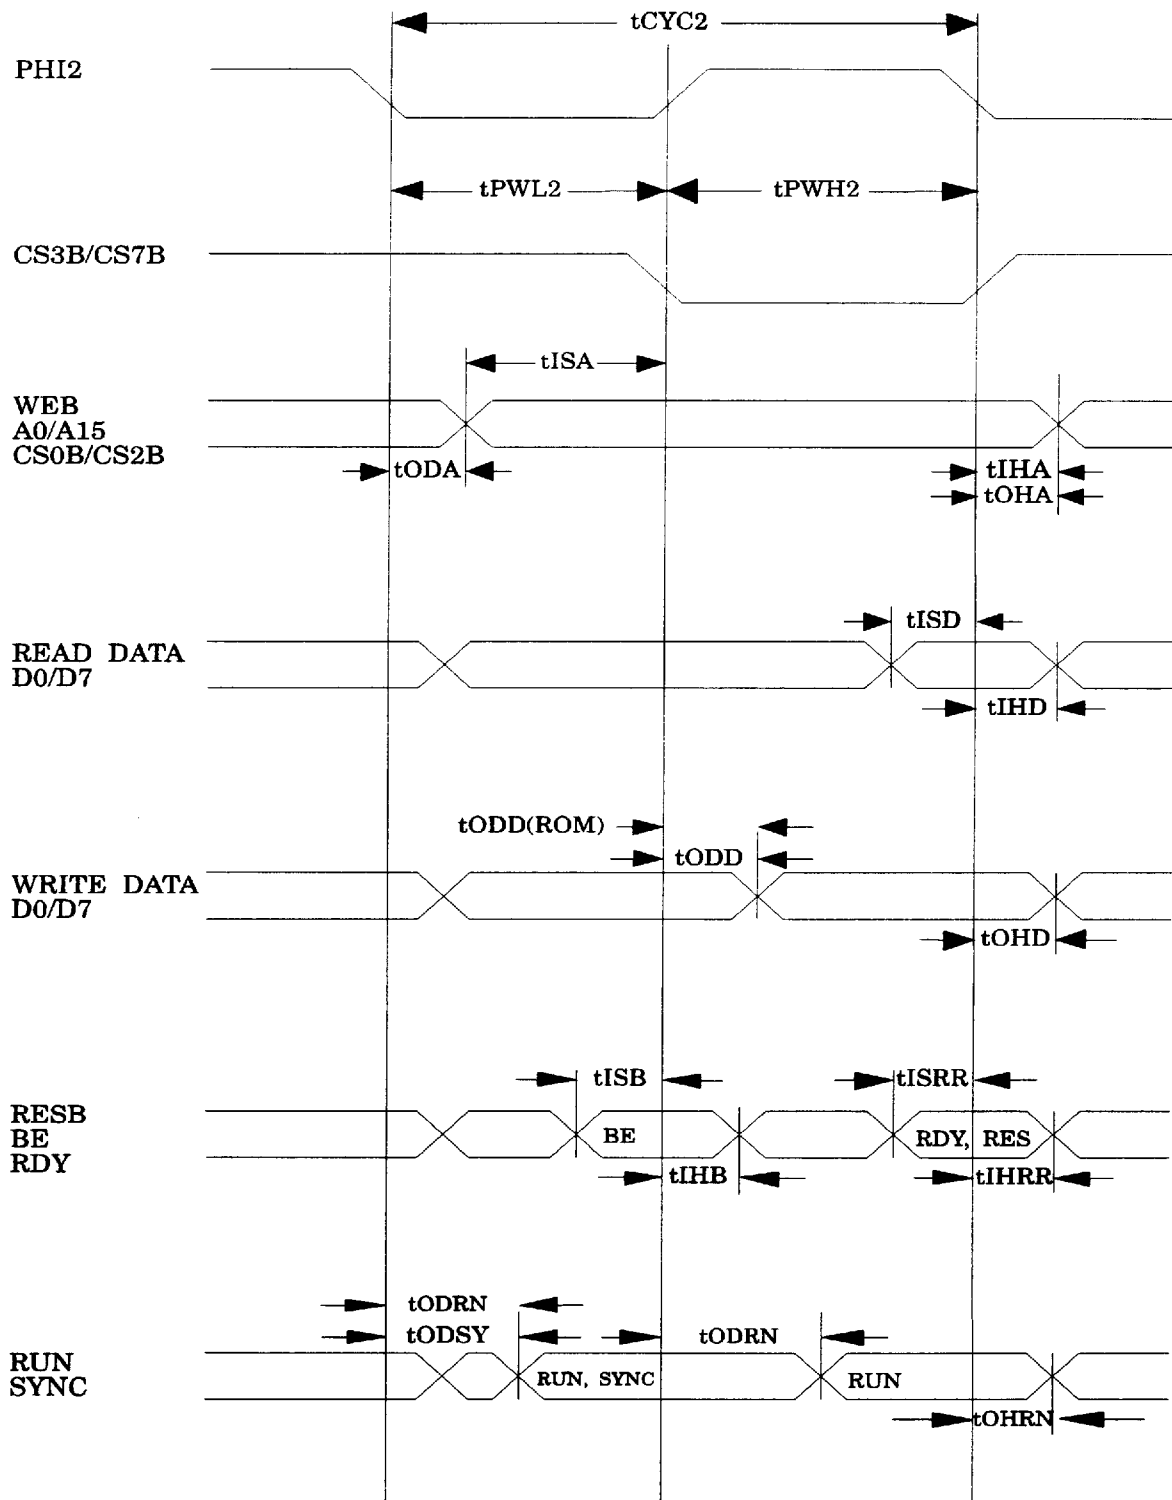 tCYC2
PHI2
tPWL2 tPWH2
CS3B/CS7B
tISA
WEB
A0/A15
CS0B/CS2B
tODA tIHA
tOHA
tISD
READ DATA
D0/D7
tIHD
tODD(ROM)
tODD
WRITE DATA
D0/D7
tOHD
tISB tISRR
RESB
BE
RDY
BE RDY, RES
tIHB tIHRR
tODRN
tODSY tODRN
RUN
SYNC
RUN, SYNC RUN
tOHRN